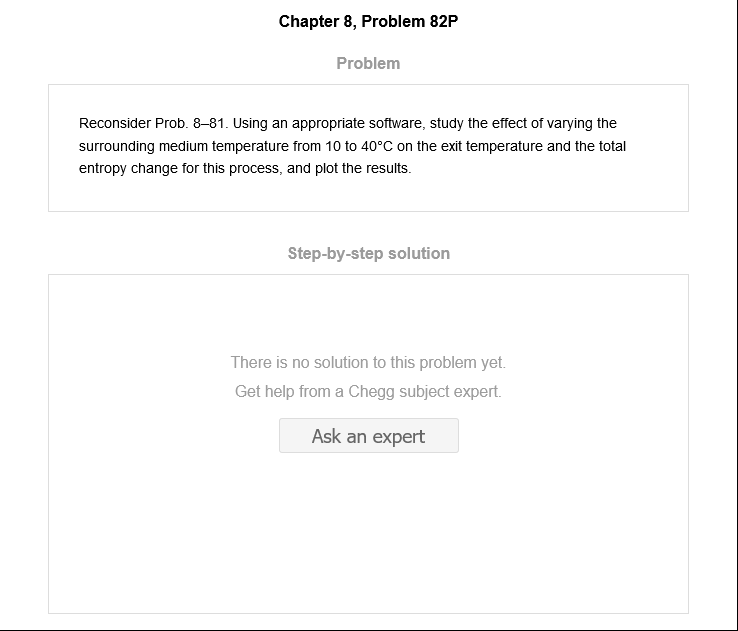 Chapter 8, Problem 82P
Problem
Reconsider Prob. 8–81. Using an appropriate software, study the effect of varying the
surrounding medium temperature from 10 to 40°C on the exit temperature and the total
entropy change for this process, and plot the results.
Step-by-step solution
There is no solution to this problem yet.
Get help from a Chegg subject expert.
Ask an expert